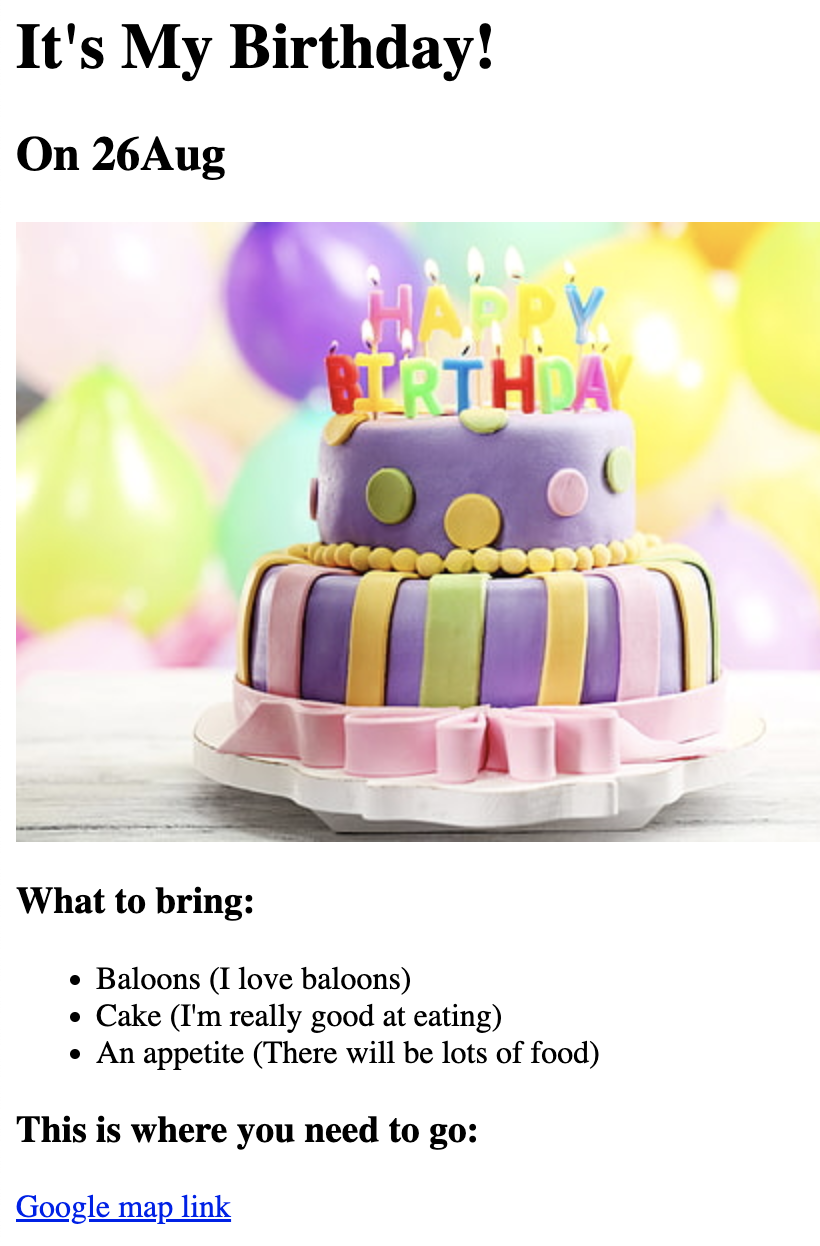 It's My Birthday!
On 26Aug
HAPPY
BIRTHDAY
What to bring:
Baloons (I love baloons)
Cake (I'm really good at eating)
An appetite (There will be lots of food)
This is where you need to go:
Google map link